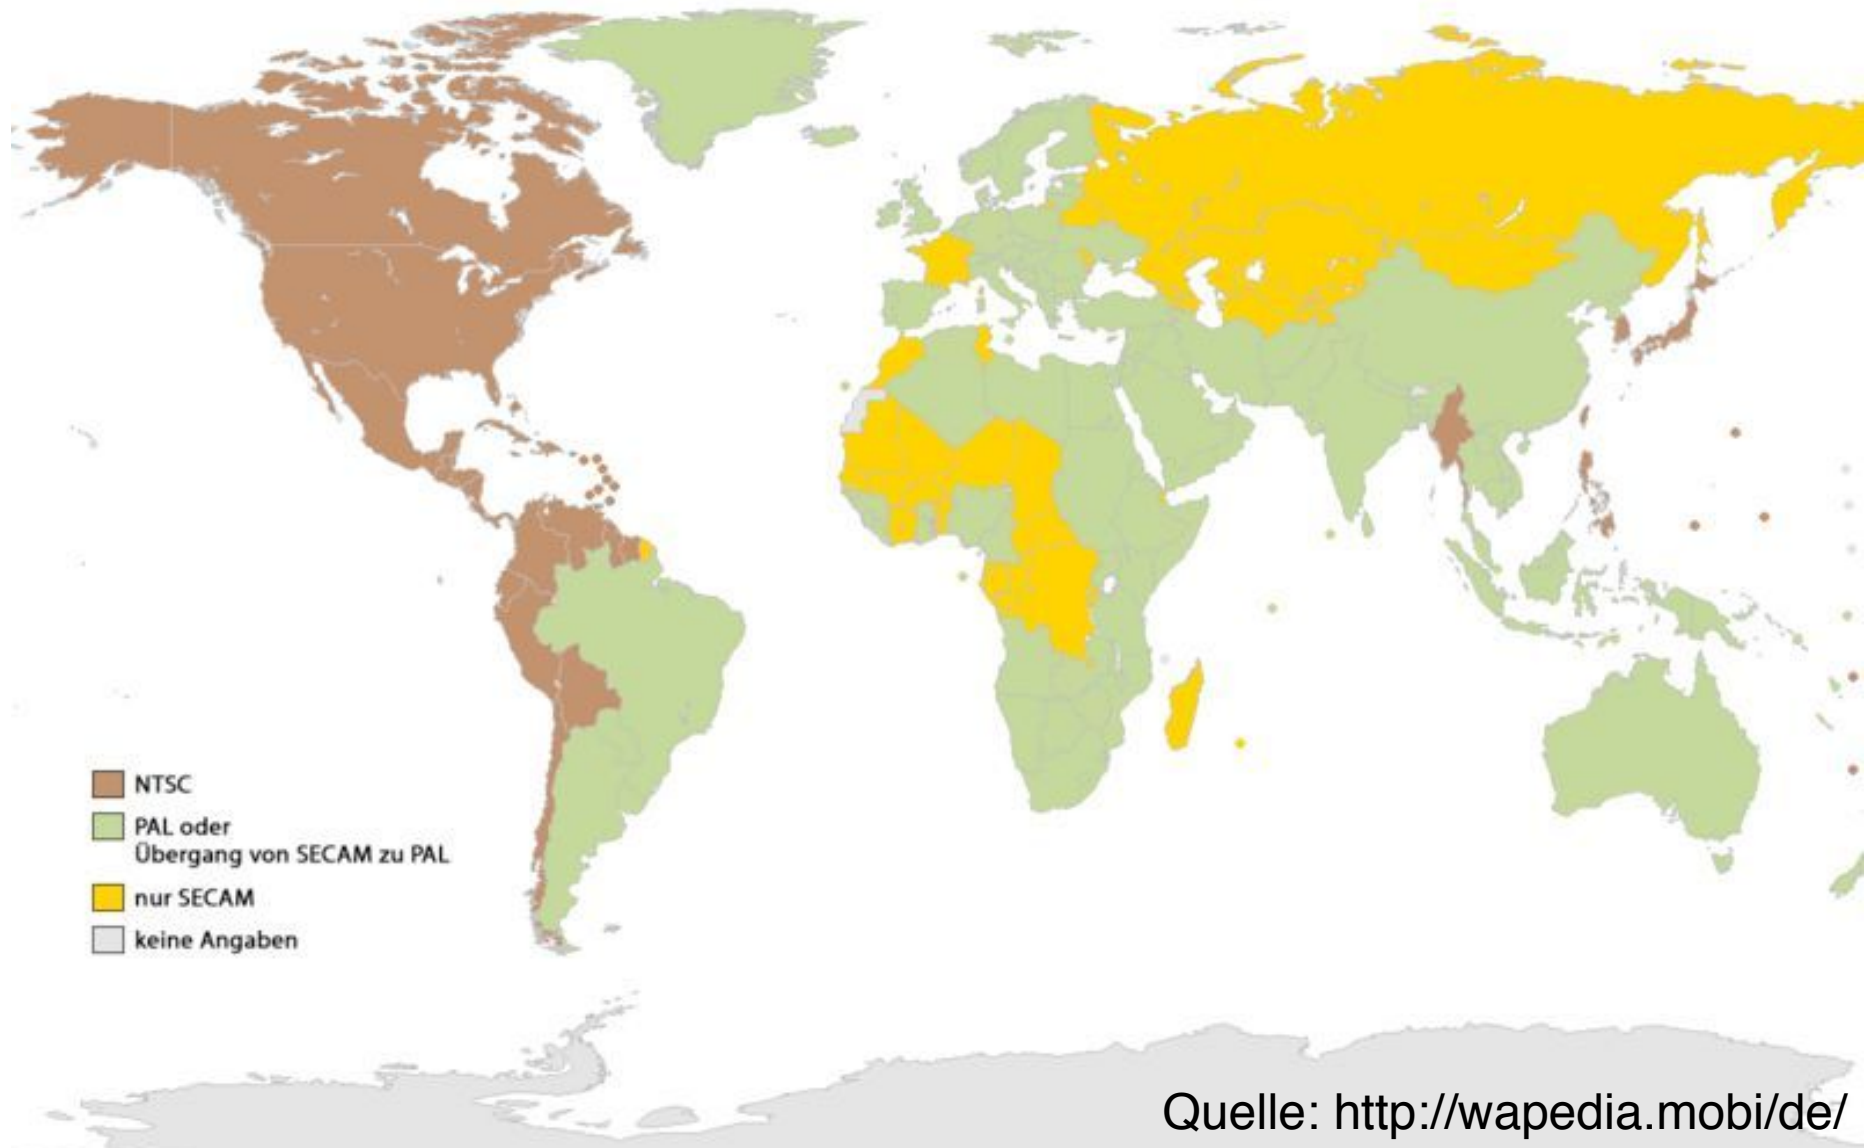 NTSC
PAL oder
Übergang von SECAM zu PAL
nur SECAM
keine Angaben
Quelle: http://wapedia.mobi/de/